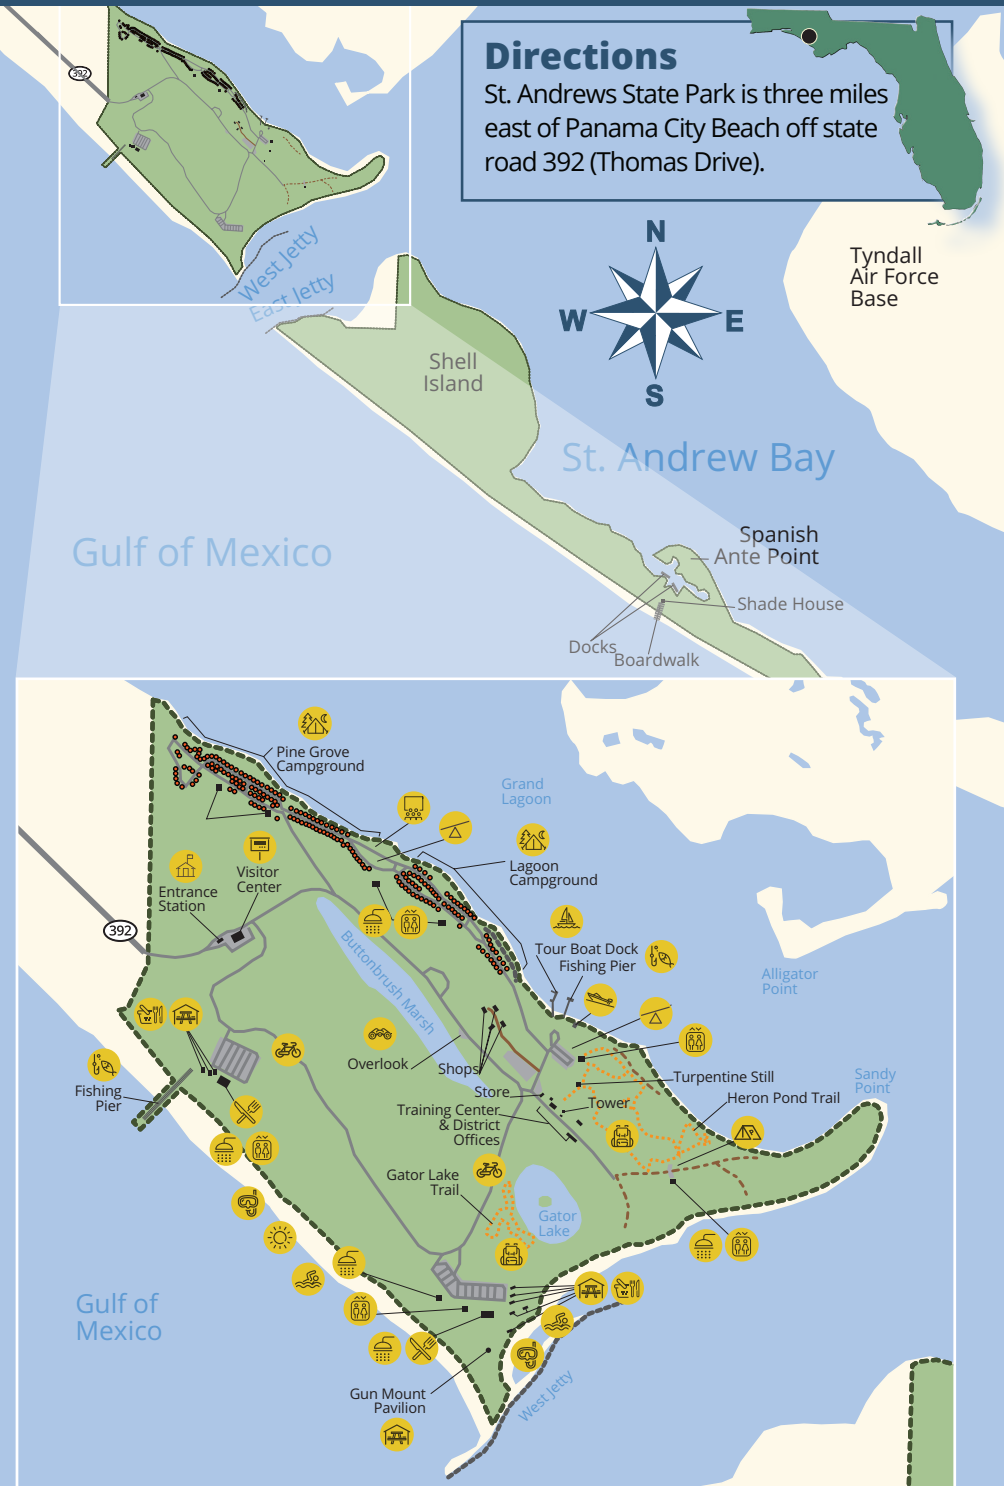 392
Directions
St. Andrews State Park is three miles
east of Panama City Beach off state
road 392 (Thomas Drive).
N
W
E
S
Tyndall
Air Force
Base
West Jetty
East Jetty
Shell
Island
St. Andrew Bay
Gulf of Mexico
Spanish
Ante Point
Shade House
Docks
Boardwalk
Pine Grove
Campground
Grand
Lagoon
Lagoon
Campground
Visitor
Center
Entrance
Station
392
Tour Boat Dock
Fishing Pier
Alligator
Point
Buttonbrush Marsh
Overlook
Shops
Fishing
Pier
Store
Tower
Training Center
& District
Offices
Turpentine Still
Heron Pond Trail
Sandy
Point
Gator Lake
Trail
Gator
Lake
Gulf of
Mexico
Gun Mount
Pavilion
West Jetty